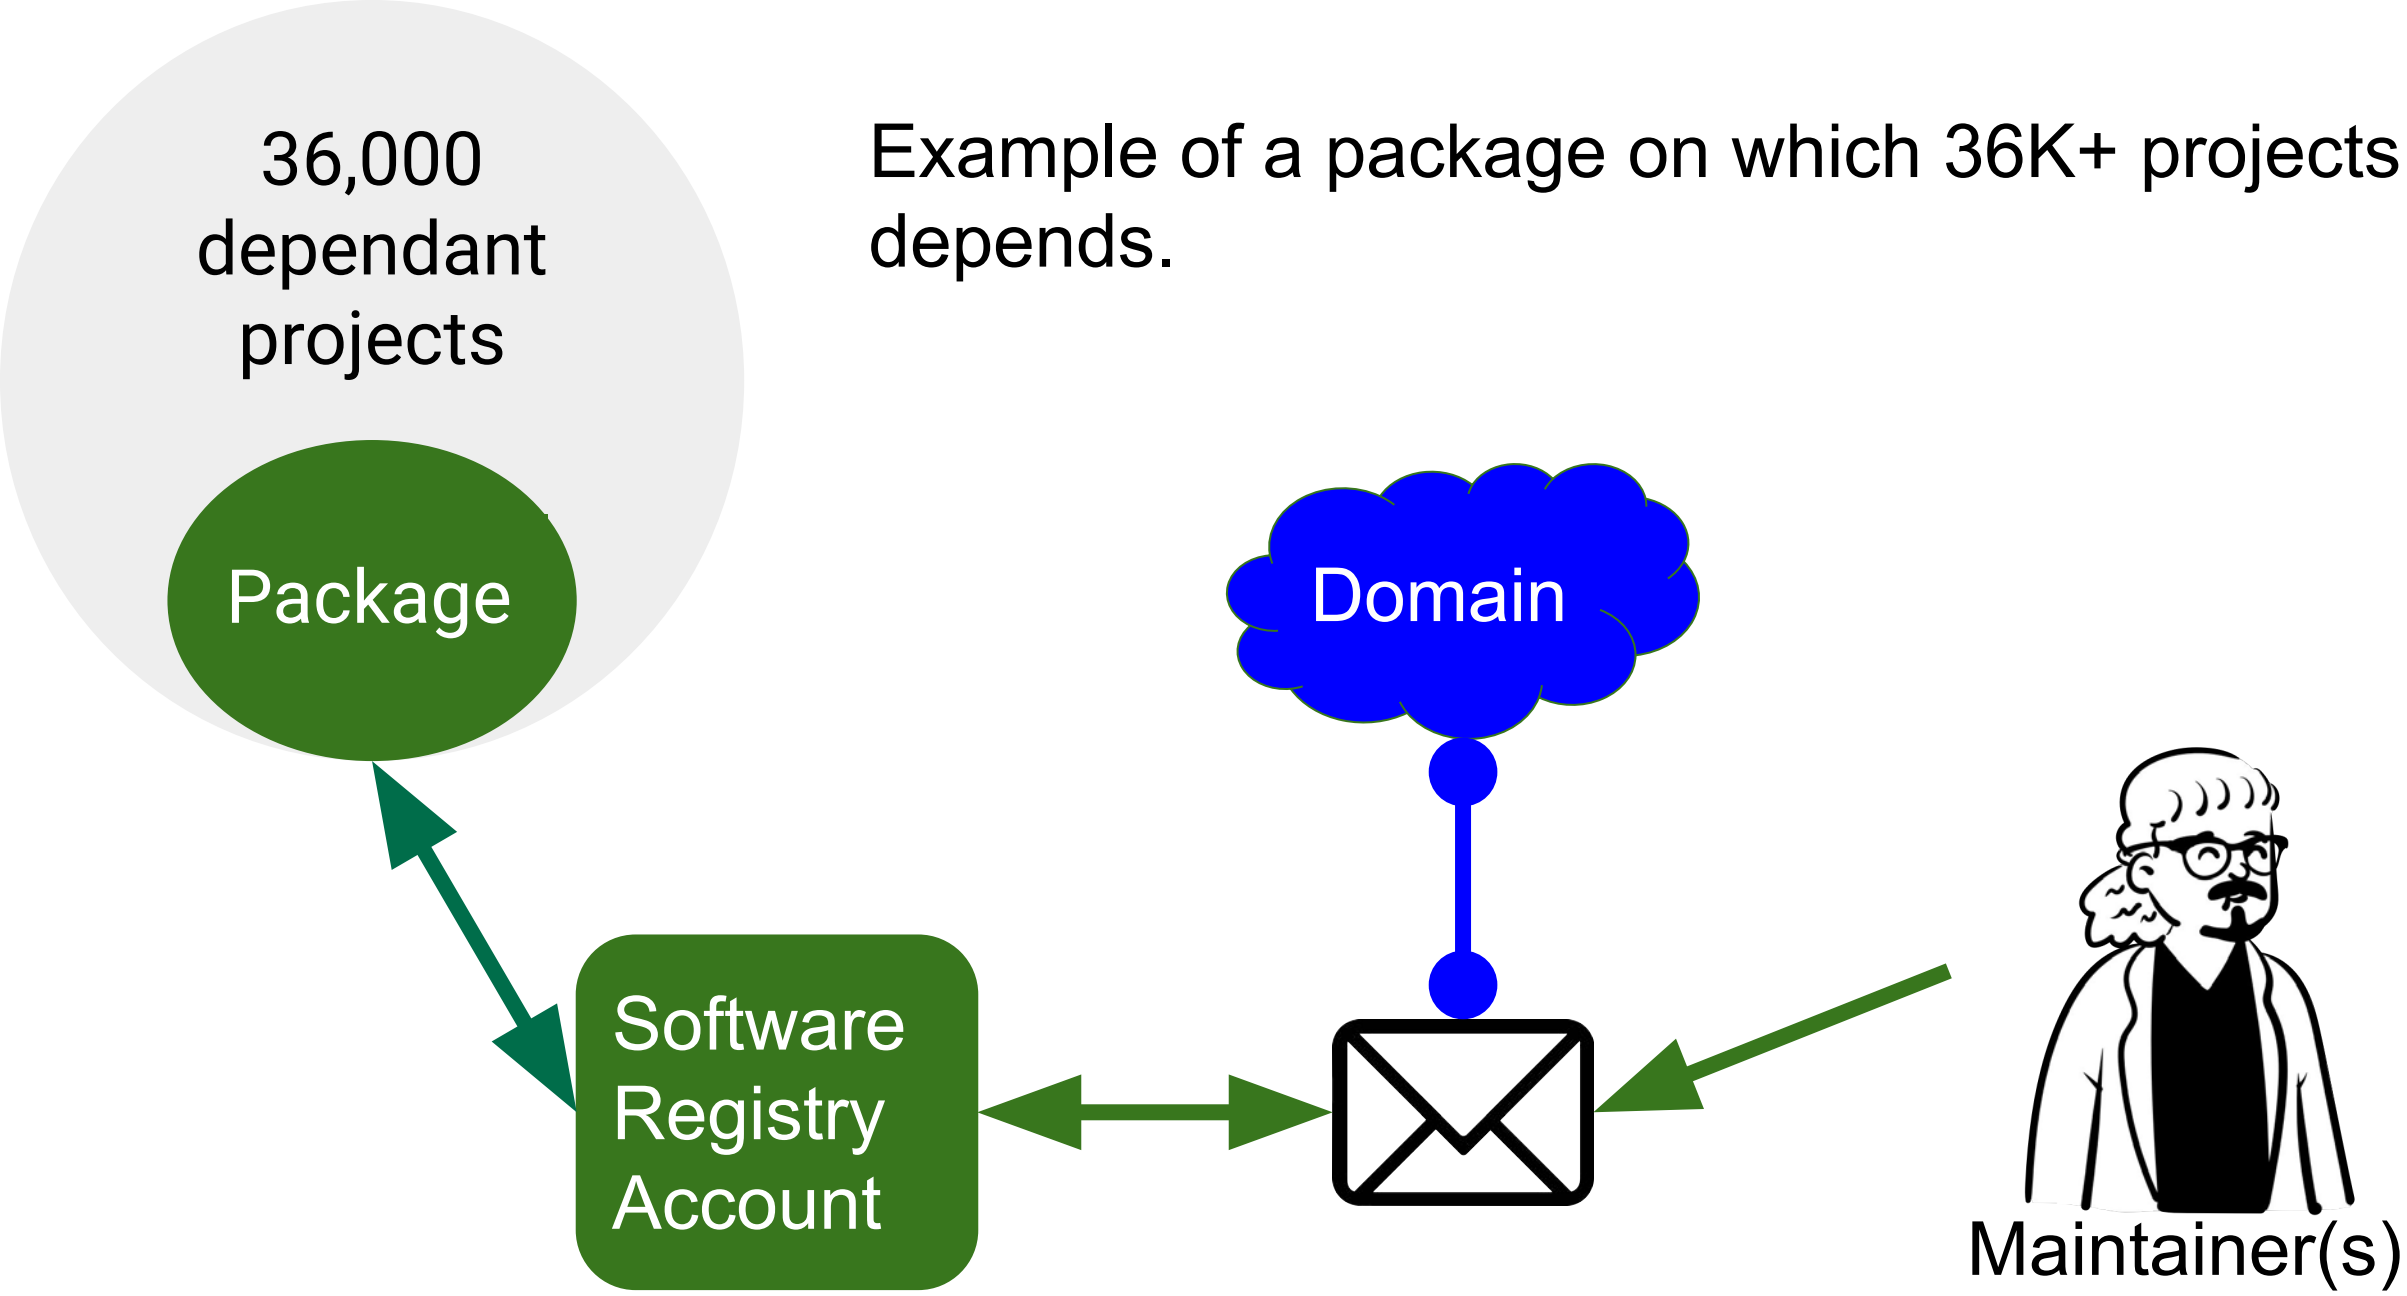 36,000
dependant
projects
Example of a package on which 36K+ projects
depends.
Package
Domain
Software
Registry
Account
Maintainer(s)